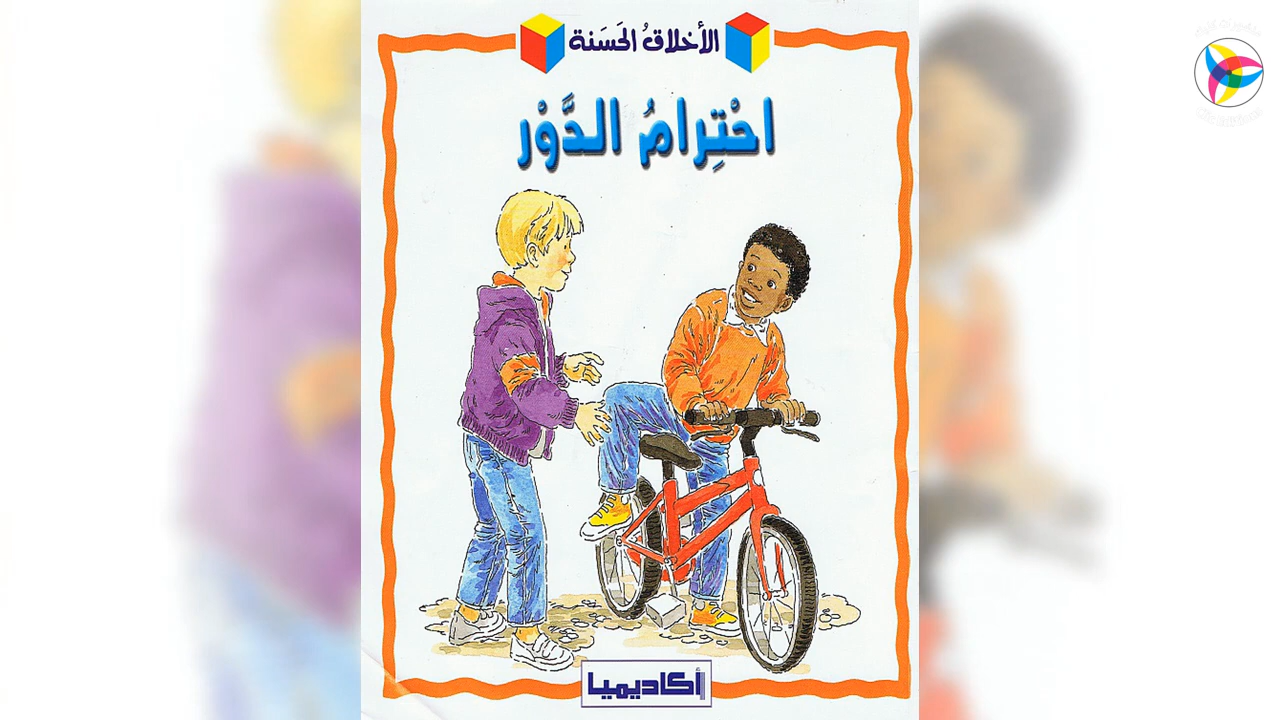 الأخلاقُ الحَسَنة
احْتِرامُ الدَّوْر
أكاديميا